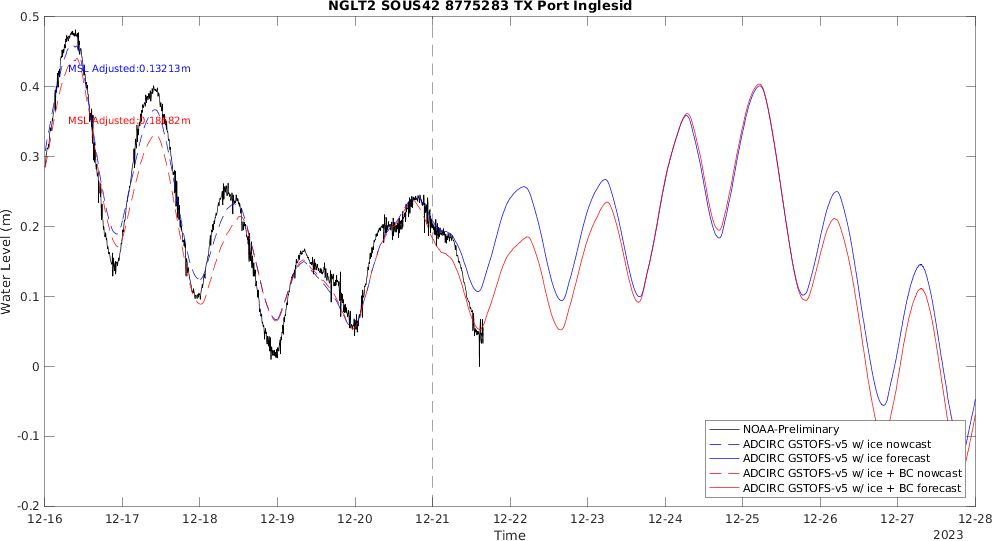 NGLT2 SOUS42 8775283 TX Port Inglesid
Water Level (m)
0.5
0.4
0.3
0.2
0.1
0
-0.1
-0.2
MSL Adjusted:0.13213m
MSL Adjusted:
NOAA-Preliminary
ADCIRC GSTOFS-v5 w/ ice nowcast
ADCIRC GSTOFS-v5 w/ ice forecast
ADCIRC GSTOFS-v5 w/ ice + BC nowcast
ADCIRC GSTOFS-v5 w/ ice + BC forecast
12-16 12-17 12-18 12-19 12-20 12-21 12-22 12-23 12-24 12-25 12-26 12-27 12-28
Time
2023